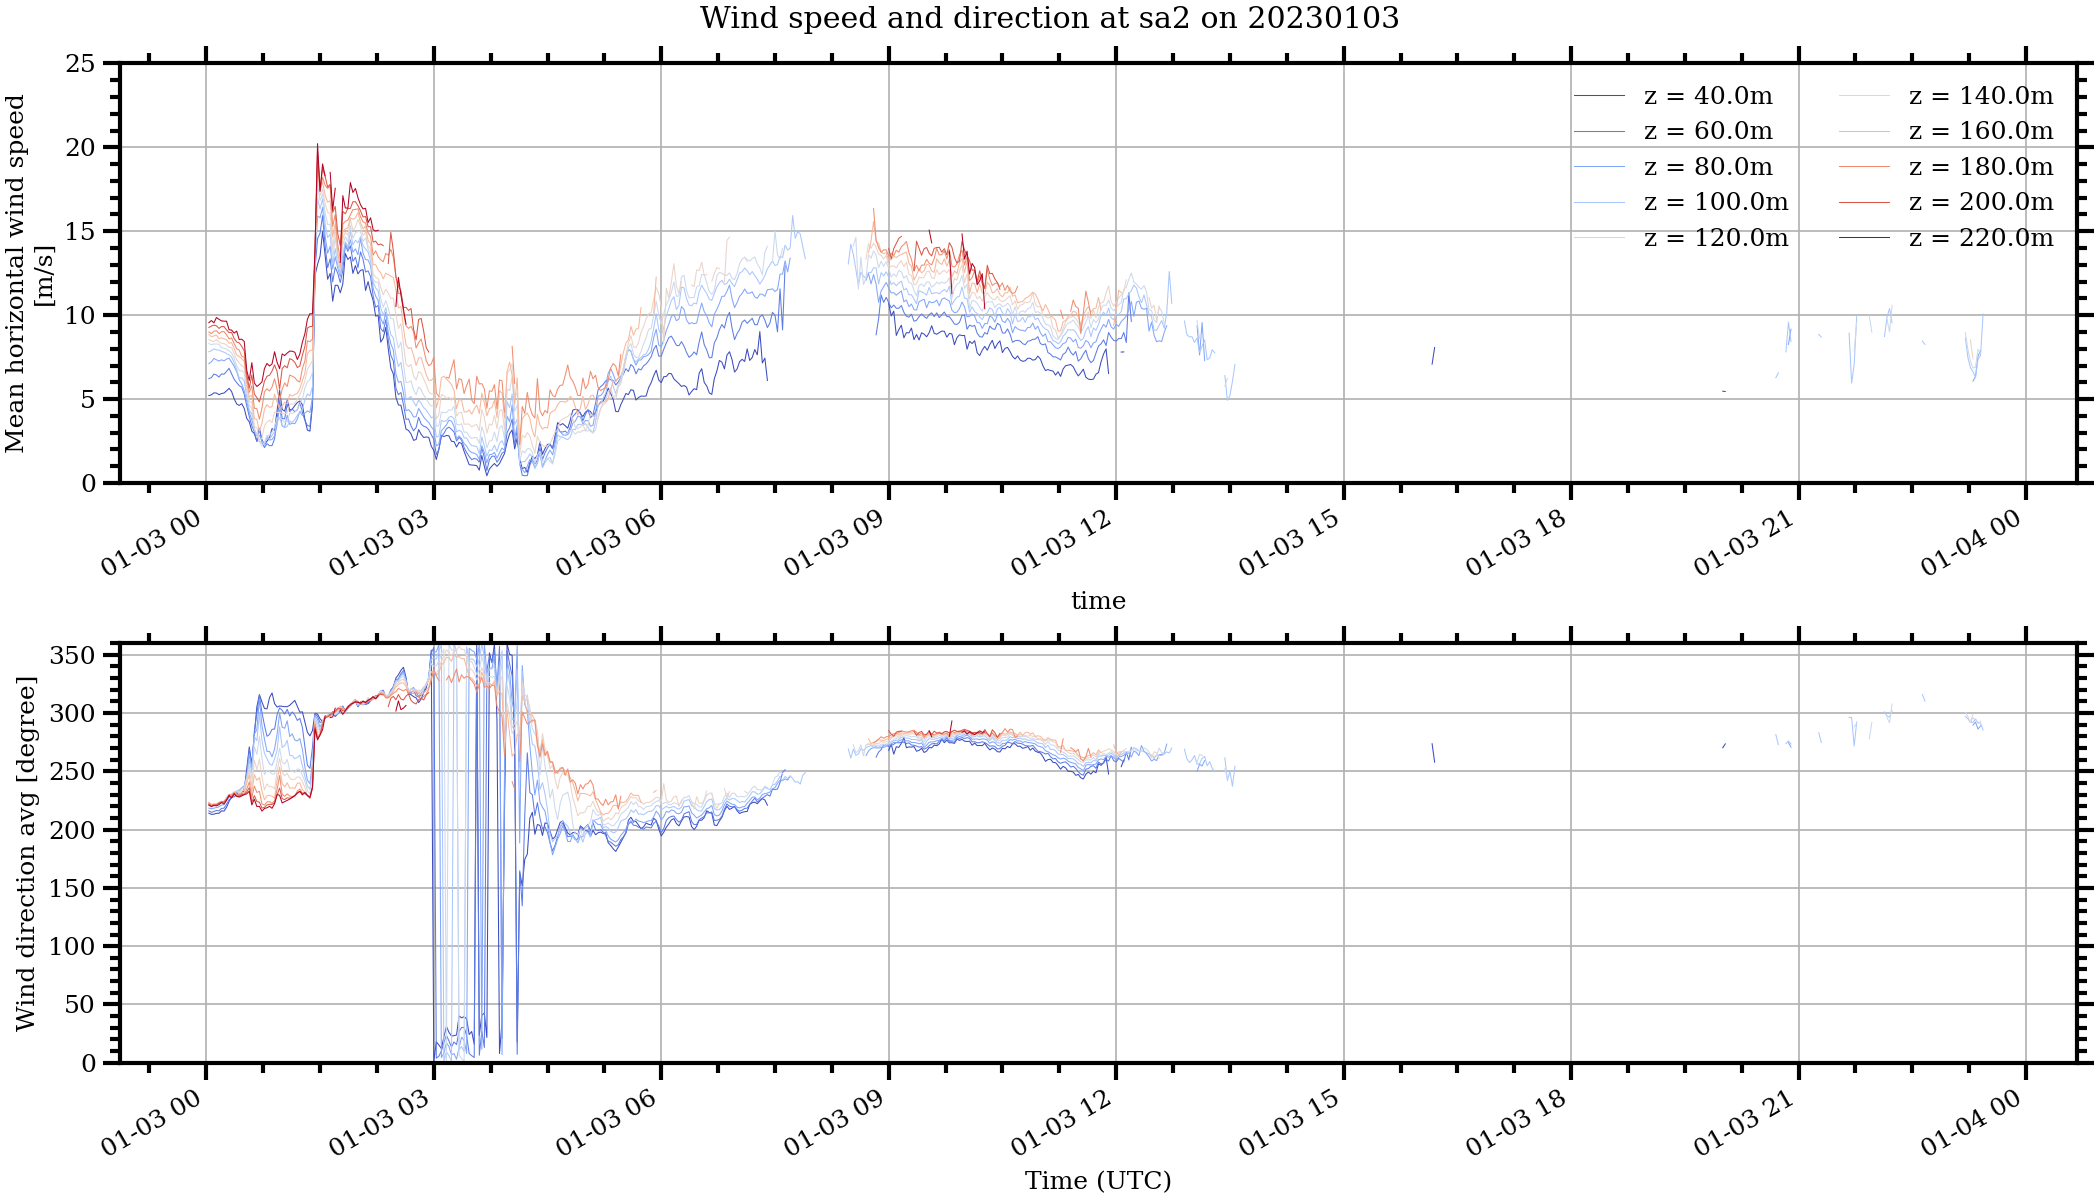 Wind speed and direction at sa2 on 20230103
Mean horizontal wind speed
[m/s]
25
20
15
10
5
0
z = 40.0m
z = 60.0m
z = 80.0m
z = 100.0m
z = 120.0m
z = 140.0m
z = 160.0m
z = 180.0m
z = 200.0m
z = 220.0m
01-03 00
01-03 03
01-03 06
01-03 09
01-03 12
01-03 15
01-03 18
01-03 21
01-04 00
time
Wind direction avg [degree]
350
300
250
200
150
100
50
0
01-03 00
01-03 03
01-03 06
01-03 09
01-03 12
01-03 15
01-03 18
01-03 21
01-04 00
Time (UTC)